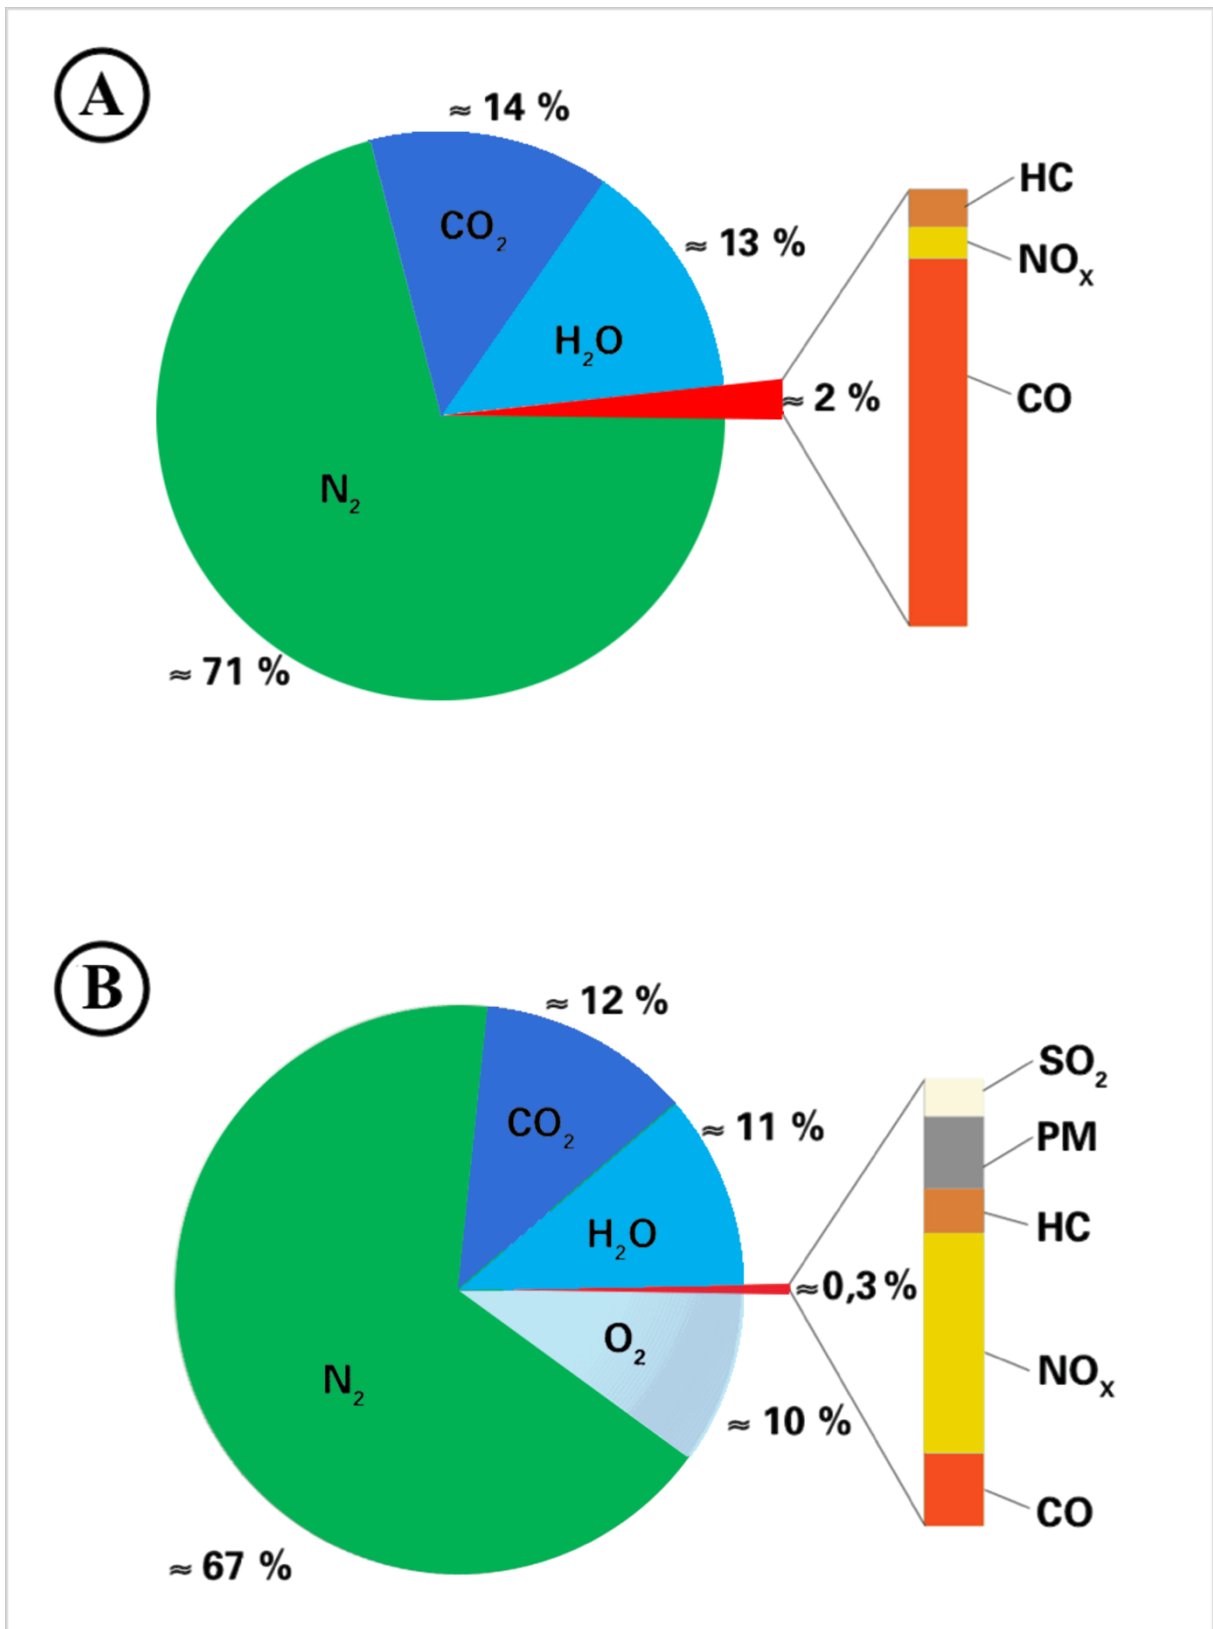 A
≈ 14 %
CO₂
≈ 13 %
H₂O
≈ 2 %
N₂
≈ 71 %
HC
NOₓ
CO
B
≈ 12 %
CO₂
≈ 11 %
H₂O
≈0,3 %
O₂
≈ 10 %
N₂
≈ 67 %
SO₂
PM
HC
NOₓ
CO